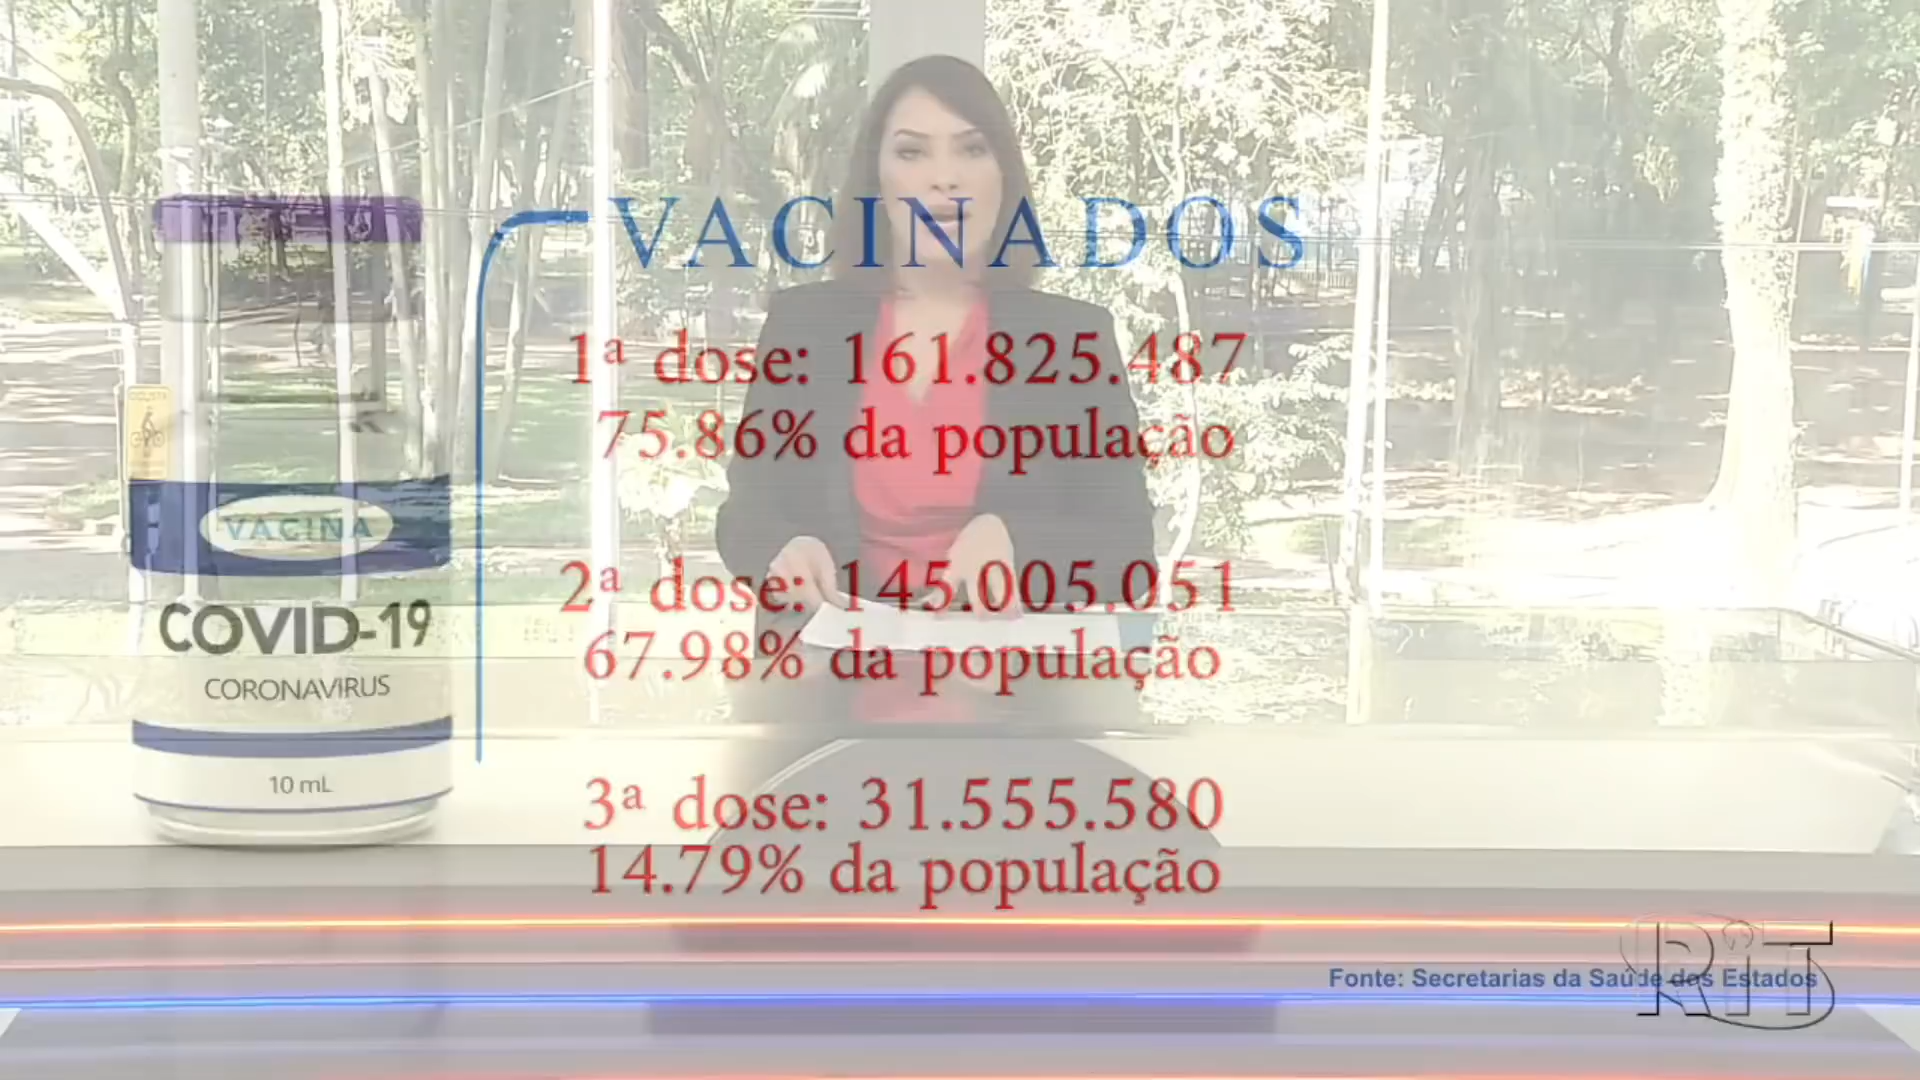 VACINADOS
1ª dose: 161.825.487
75.86% da população
2ª dose: 145.005.051
67.98% da população
3ª dose: 31.555.580
14.79% da população
VACINA
COVID-19
CORONAVIRUS
10 mL
Fonte: Secretarias da Saúde dos Estados
RiT